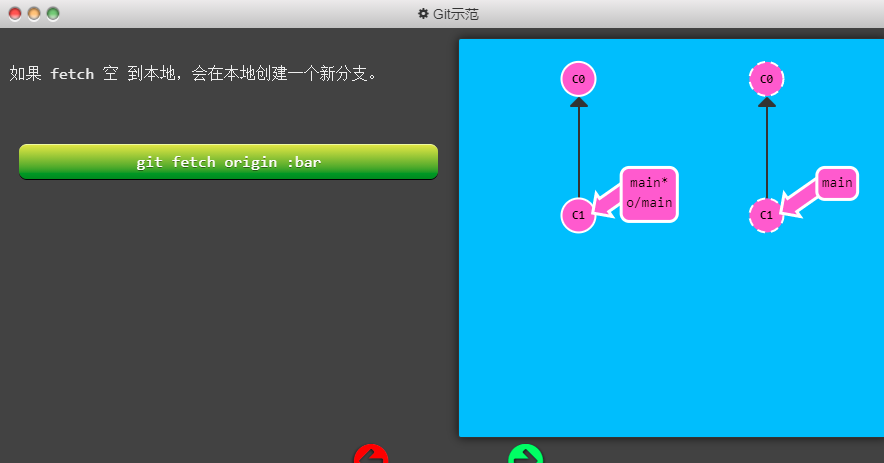 Git示范
如果 fetch 空 到本地，会在本地创建一个新分支。
git fetch origin :bar
C0
C0
main*
o/main
main
C1
C1